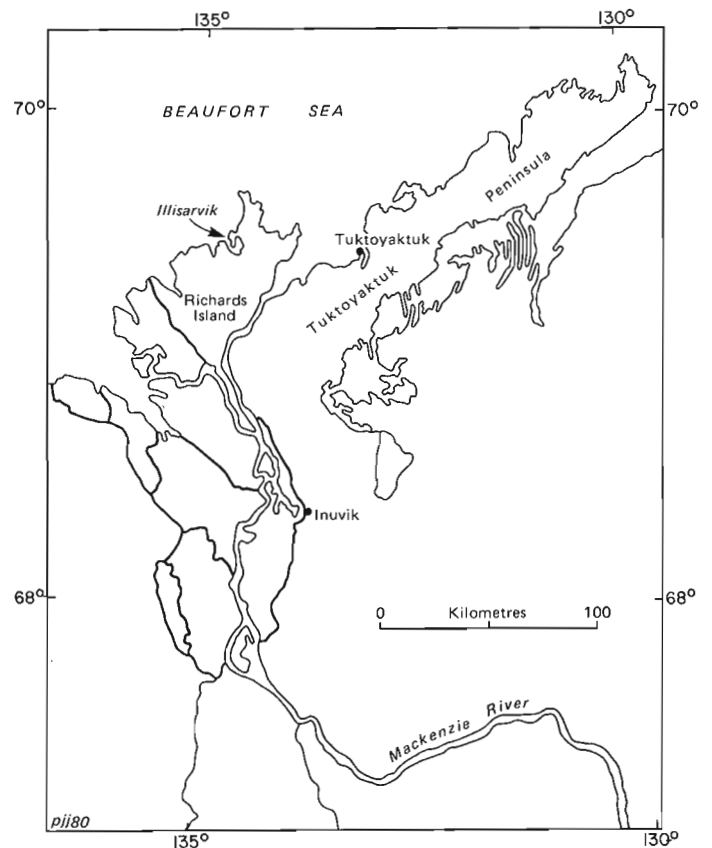 135°
130°
70°
BEAUFORT SEA
70°
Peninsula
Illisarvik
Tuktoyaktuk
Tuktoyaktuk
Richards
Island
Inuvik
68°
0 Kilometres 100
68°
Mackenzie River
pjj80
135°
130°